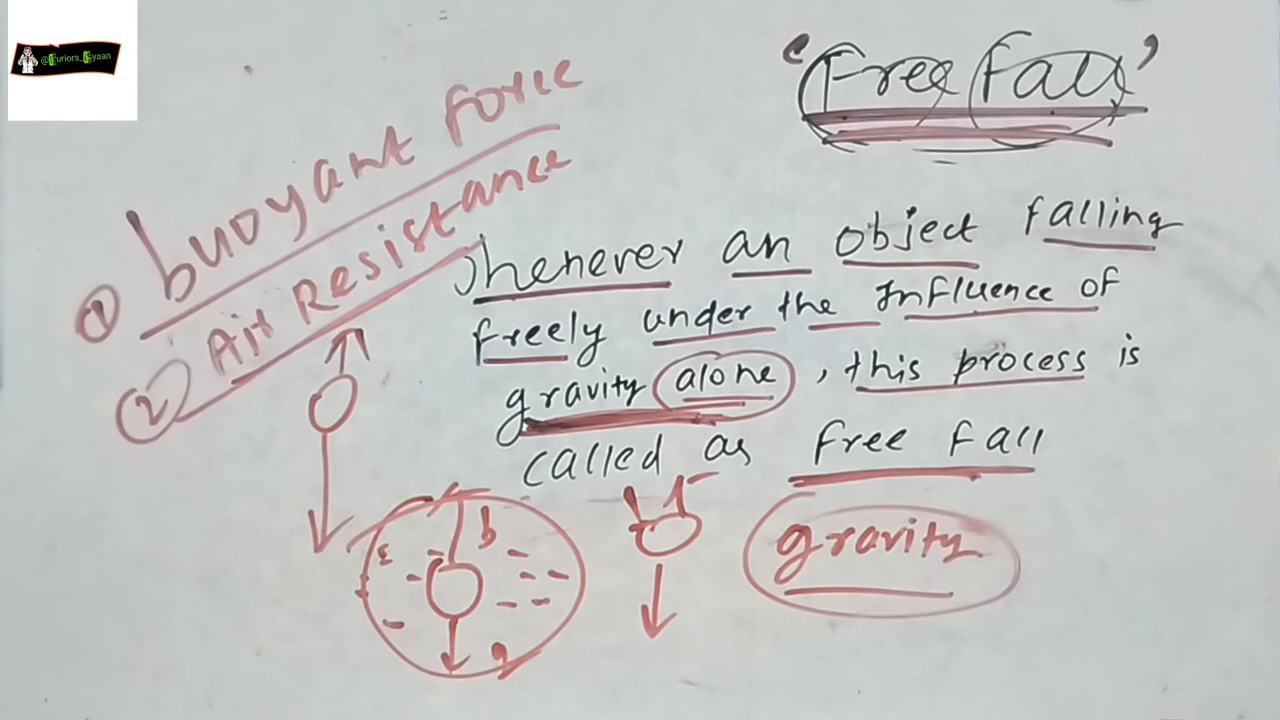 @Curiors_Gyaan
'Free Fall'
① buoyant force
② Air Resistance
Whenever an object falling
freely under the Influence of
gravity alone, this process is
called as free fall
gravity
b
g